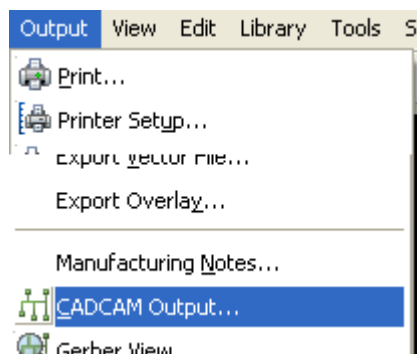 Output View Edit Library Tools S
Print...
Printer Setup...
Export Vector File...
Export Overlay...
Manufacturing Notes...
CADCAM Output...
Gerber View